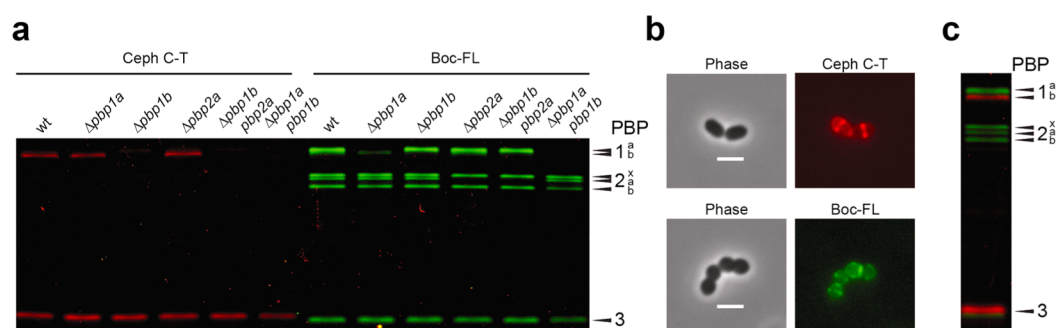 a
Ceph C-T
Boc-FL
wt
Δpbp1a
Δpbp1b
Δpbp2a
Δpbp1b pbp2a
Δpbp1a pbp1b
wt
Δpbp1a
Δpbp1b
Δpbp2a
Δpbp1b pbp2a
Δpbp1a pbp1b
PBP
1 a b
2 x a b
3
b
Phase
Ceph C-T
Phase
Boc-FL
c
PBP
1 a b
2 x a b
3